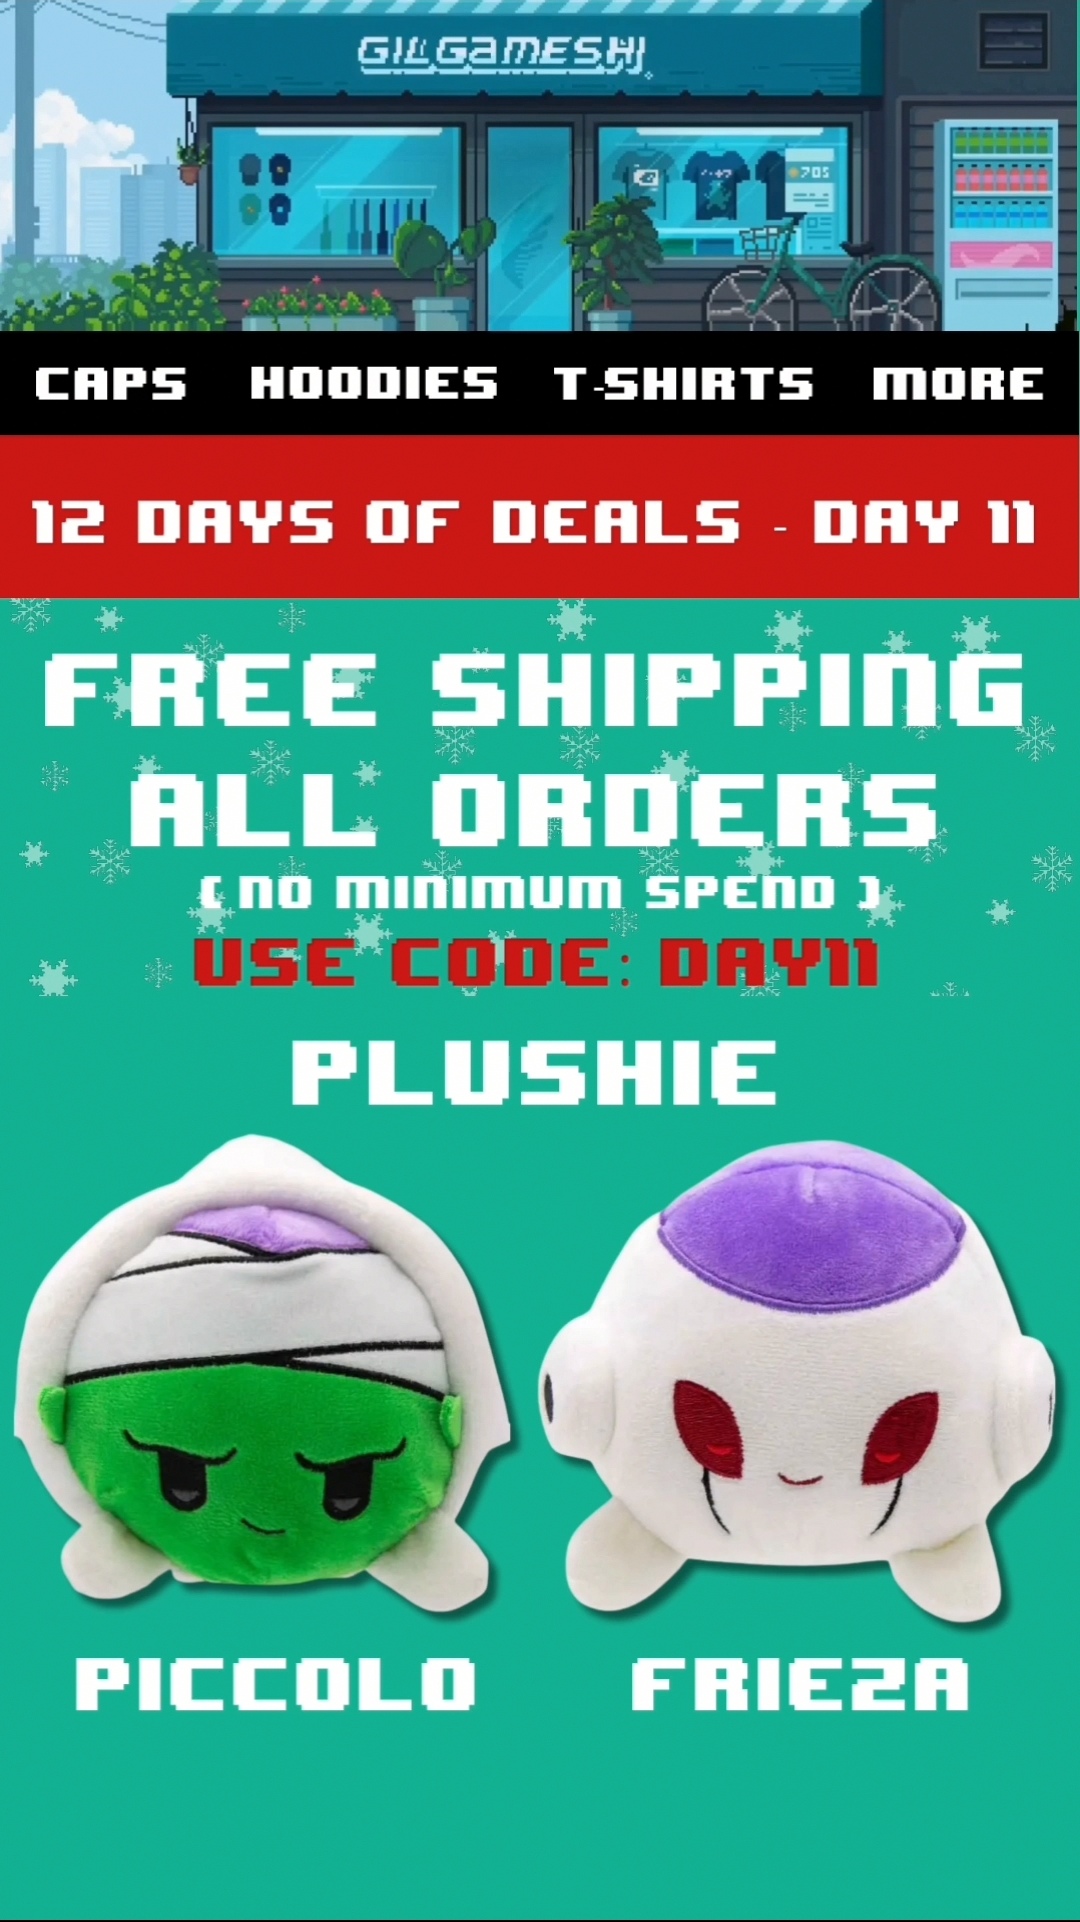 GILGAMESH
70%
CAPS HOODIES T-SHIRTS MORE
12 DAYS OF DEALS - DAY 11
FREE SHIPPING
ALL ORDERS
(NO MINIMUM SPEND)
USE CODE: DAY11
PLUSHIE
PICCOLO FRIEZA